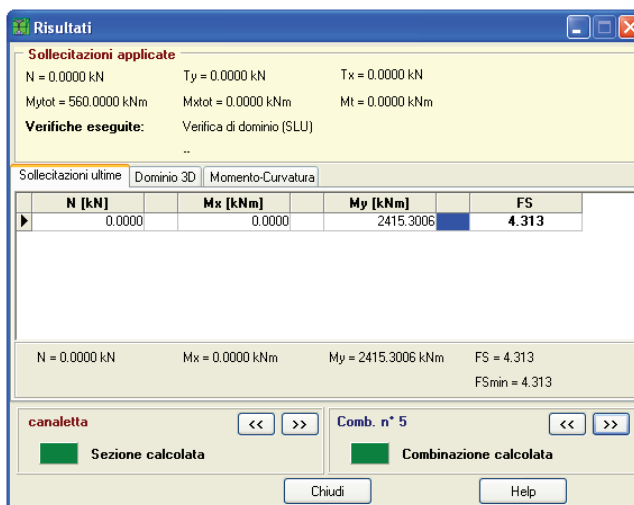 Risultati
Sollecitazioni applicate
N = 0.0000 kN Ty = 0.0000 kN Tx = 0.0000 kN
Mytot = 560.0000 kNm Mxtot = 0.0000 kNm Mt = 0.0000 kNm
Verifiche eseguite: Verifica di dominio (SLU)
--
Sollecitazioni ultime Dominio 3D Momento-Curvatura
N [kN] Mx [kNm] My [kNm] FS
0.0000 0.0000 2415.3006 4.313
N = 0.0000 kN Mx = 0.0000 kNm My = 2415.3006 kNm FS = 4.313
FSmin = 4.313
canaletta << >> Comb. n° 5 << >>
Sezione calcolata Combinazione calcolata
Chiudi Help